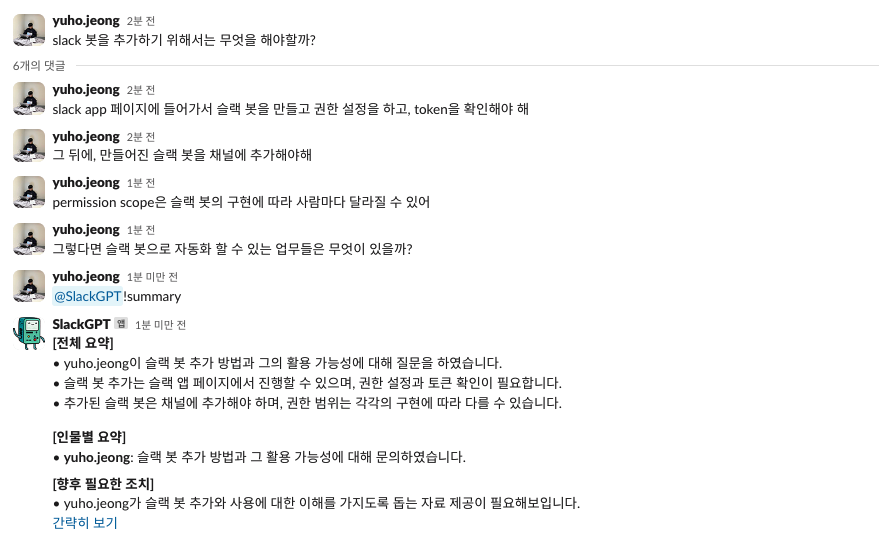 yuho.jeong 2분 전
slack 봇을 추가하기 위해서는 무엇을 해야할까?
6개의 댓글
yuho.jeong 2분 전
slack app 페이지에 들어가서 슬랙 봇을 만들고 권한 설정을 하고, token을 확인해야 해
yuho.jeong 2분 전
그 뒤에, 만들어진 슬랙 봇을 채널에 추가해야해
yuho.jeong 1분 전
permission scope은 슬랙 봇의 구현에 따라 사람마다 달라질 수 있어
yuho.jeong 1분 전
그렇다면 슬랙 봇으로 자동화 할 수 있는 업무들은 무엇이 있을까?
yuho.jeong 1분 미만 전
@SlackGPT !summary
SlackGPT 앱 1분 미만 전
[전체 요약]
• yuho.jeong이 슬랙 봇 추가 방법과 그의 활용 가능성에 대해 질문을 하였습니다.
• 슬랙 봇 추가는 슬랙 앱 페이지에서 진행할 수 있으며, 권한 설정과 토큰 확인이 필요합니다.
• 추가된 슬랙 봇은 채널에 추가해야 하며, 권한 범위는 각각의 구현에 따라 다를 수 있습니다.
[인물별 요약]
• yuho.jeong: 슬랙 봇 추가 방법과 그 활용 가능성에 대해 문의하였습니다.
[향후 필요한 조치]
• yuho.jeong가 슬랙 봇 추가와 사용에 대한 이해를 가지도록 돕는 자료 제공이 필요해보입니다.
간략히 보기